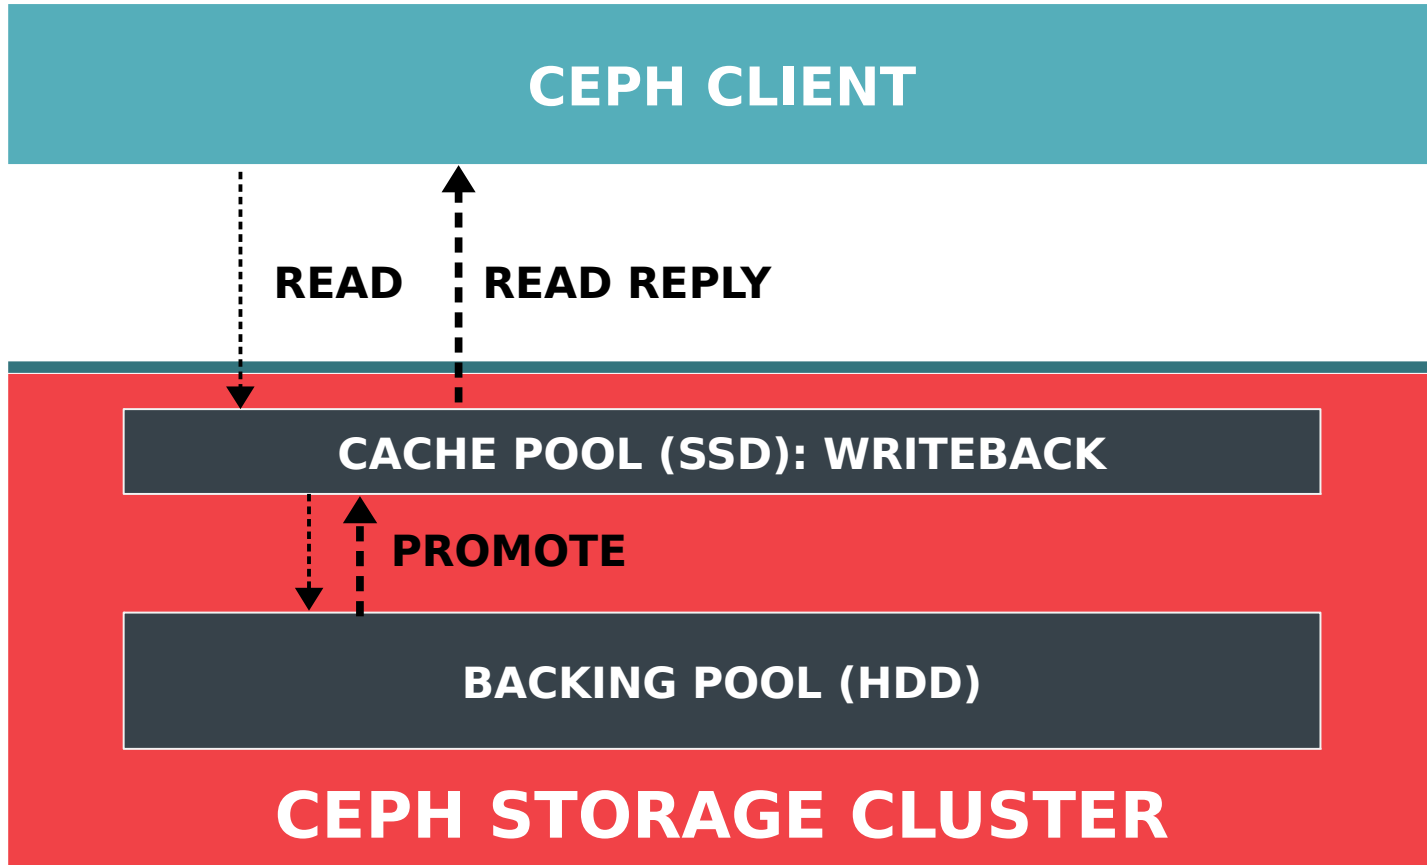 CEPH CLIENT
READ
READ REPLY
CACHE POOL (SSD): WRITEBACK
PROMOTE
BACKING POOL (HDD)
CEPH STORAGE CLUSTER